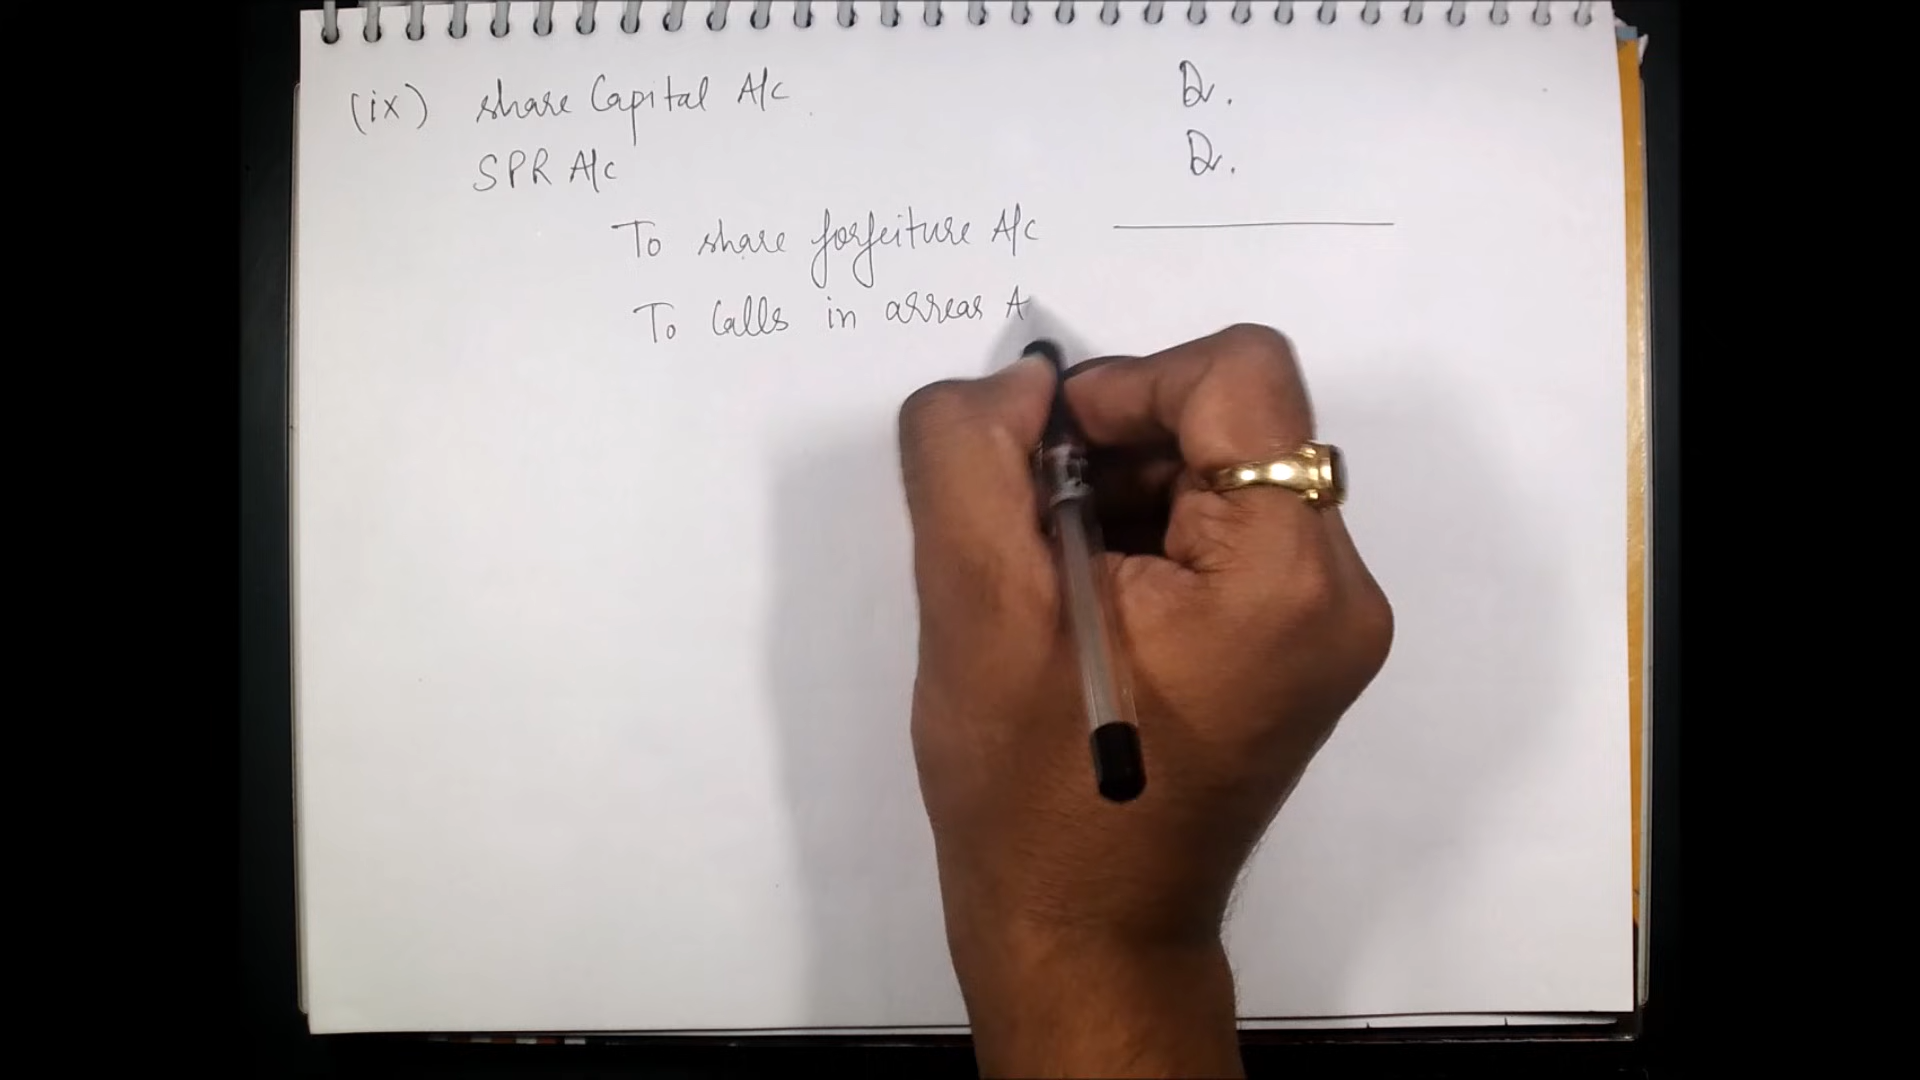 (ix) share Capital A/c Dr.
SPR A/c Dr.
To share forfeiture A/c
To Calls in arrear A